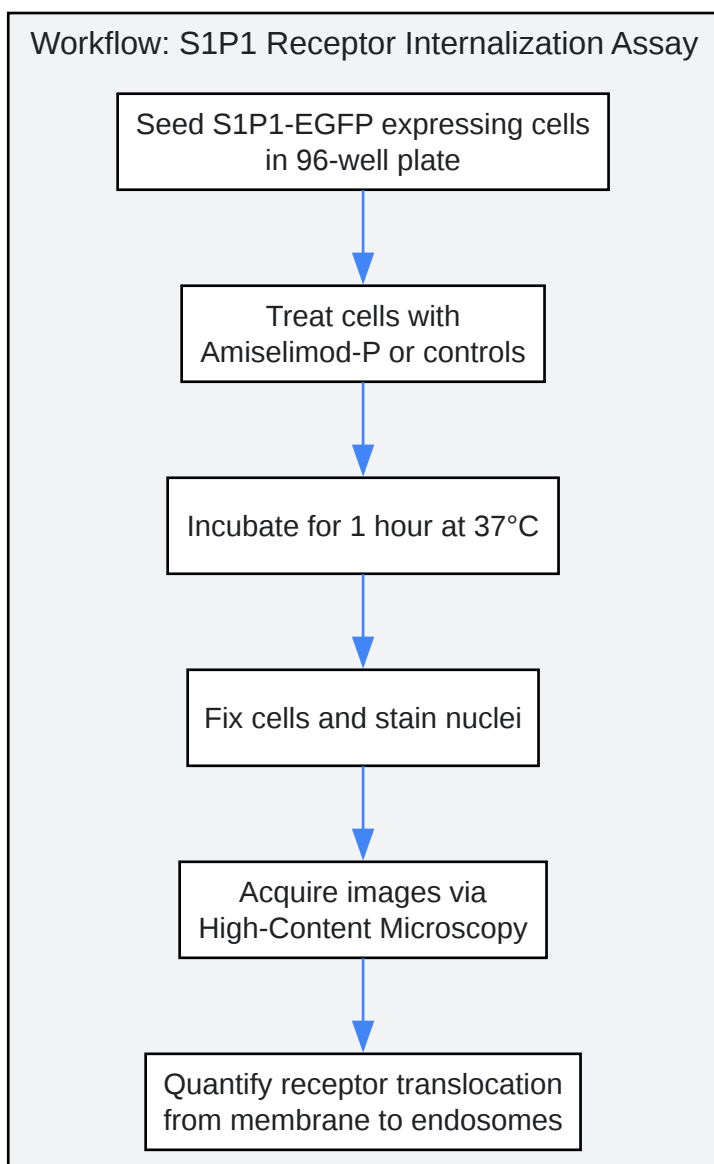 Workflow: S1P1 Receptor Internalization Assay
Seed S1P1-EGFP expressing cells
in 96-well plate
Treat cells with
Amiselimod-P or controls
Incubate for 1 hour at 37°C
Fix cells and stain nuclei
Acquire images via
High-Content Microscopy
Quantify receptor translocation
from membrane to endosomes